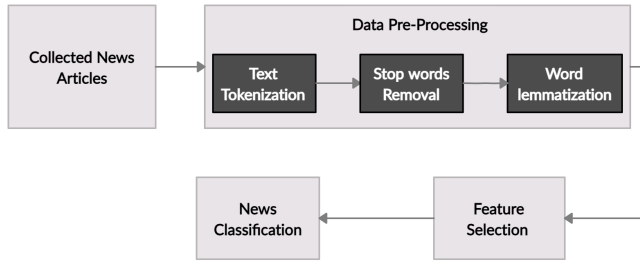 Collected News
Articles
Data Pre-Processing
Text
Tokenization
Stop words
Removal
Word
lemmatization
News
Classification
Feature
Selection